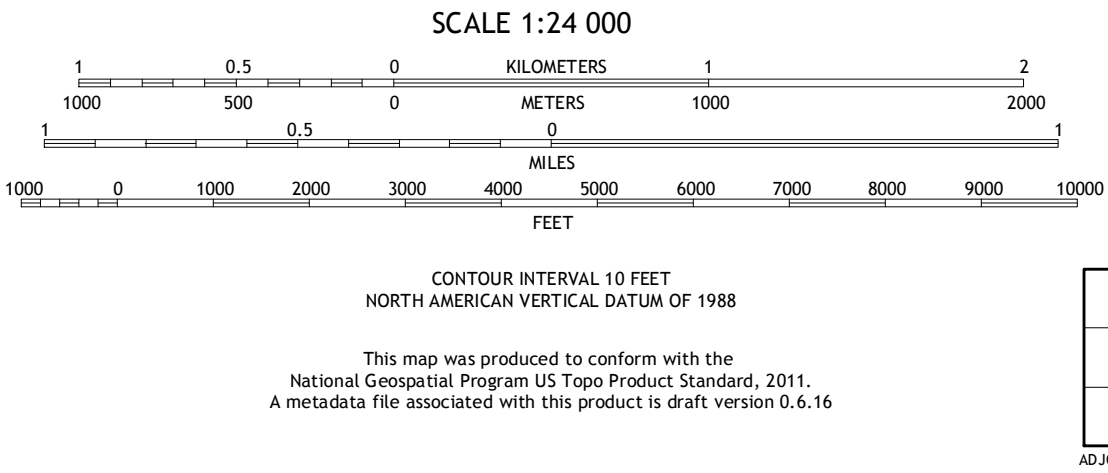 SCALE 1:24 000
1 0.5 0 KILOMETERS 1 2
1000 500 0 METERS 1000 2000
1 0.5 0 1
MILES
1000 0 1000 2000 3000 4000 5000 6000 7000 8000 9000 10000
FEET
CONTOUR INTERVAL 10 FEET
NORTH AMERICAN VERTICAL DATUM OF 1988
This map was produced to conform with the
National Geospatial Program US Topo Product Standard, 2011.
A metadata file associated with this product is draft version 0.6.16